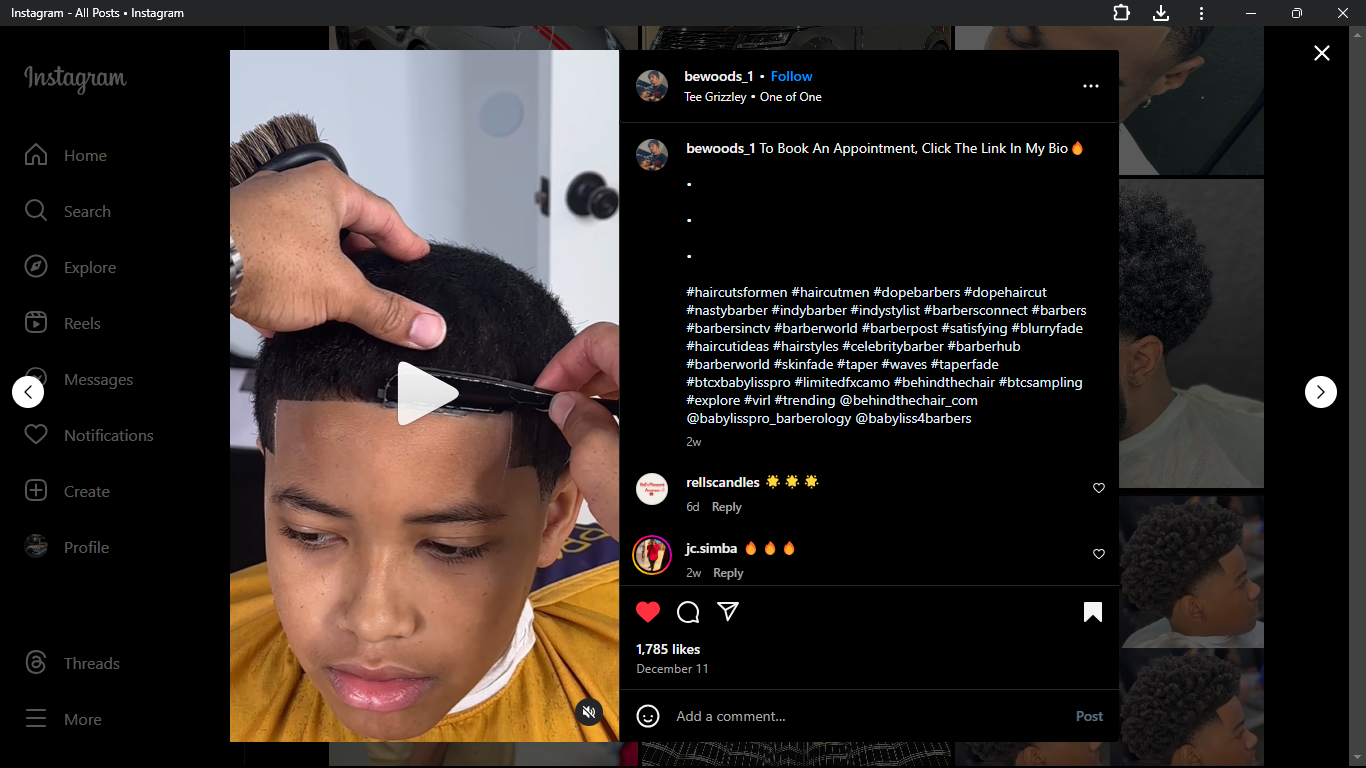 Instagram - All Posts • Instagram
Instagram
Home
Search
Explore
Reels
Messages
Notifications
Create
Profile
Threads
More
bewoods_1 • Follow
Tee Grizzley • One of One
bewoods_1 To Book An Appointment, Click The Link In My Bio🔥
•
•
•
#haircutsformen #haircutmen #dopebarbers #dopehaircut
#nastybarber #indybarber #indystylist #barbersconnect #barbers
#barbersinctv #barberworld #barberpost #satisfying #blurryfade
#haircutideas #hairstyles #celebritybarber #barberhub
#barberworld #skinfade #taper #waves #taperfade
#btcxbabylisspro #limitedfxcamo #behindthechair #btcsampling
#explore #virl #trending @behindthechair_com
@babylisspro_barberology @babyliss4barbers
2w
rellscandles 🌟 🌟 🌟
6d Reply
jc.simba 🔥 🔥 🔥
2w Reply
1,785 likes
December 11
Add a comment...
Post